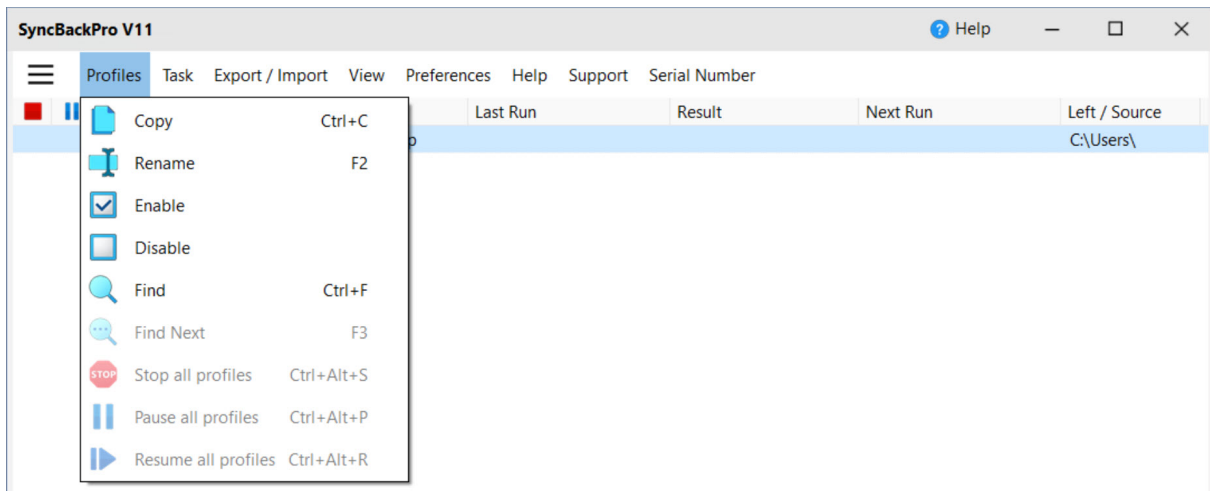 SyncBackPro V11
? Help
Profiles Task Export / Import View Preferences Help Support Serial Number
Last Run Result Next Run Left / Source
Copy Ctrl+C
p C:\Users\
Rename F2
Enable
Disable
Find Ctrl+F
Find Next F3
STOP Stop all profiles Ctrl+Alt+S
Pause all profiles Ctrl+Alt+P
Resume all profiles Ctrl+Alt+R